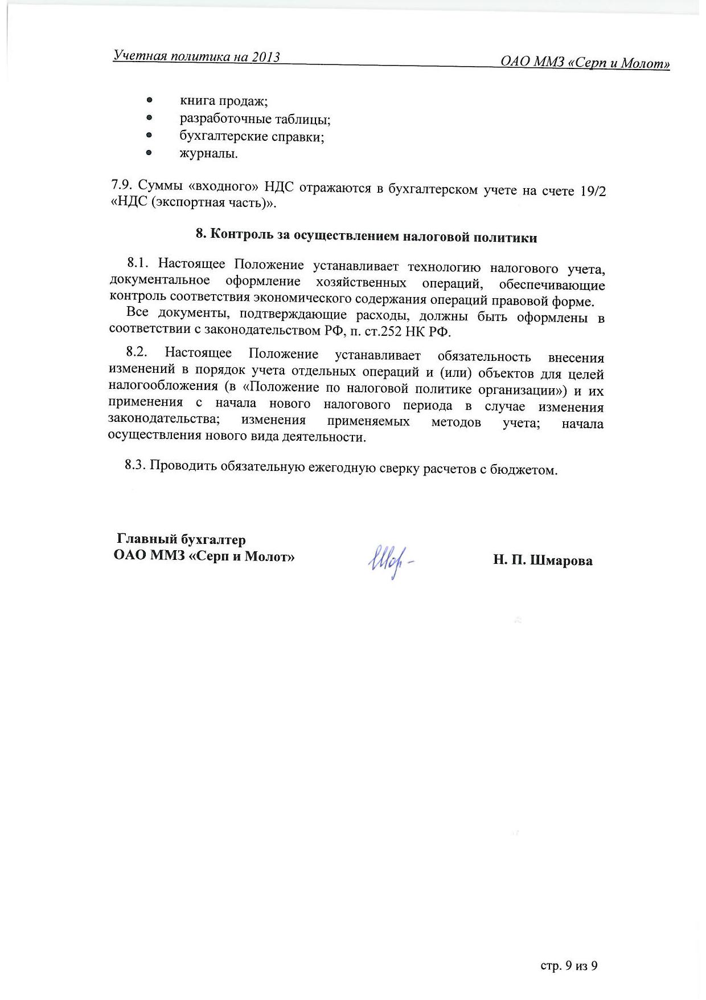 Учетная политика на 2013 ОАО ММЗ «Серп и Молот»
• книга продаж;
• разработочные таблицы;
• бухгалтерские справки;
• журналы.
7.9. Суммы «входного» НДС отражаются в бухгалтерском учете на счете 19/2
«НДС (экспортная часть)».
8. Контроль за осуществлением налоговой политики
8.1. Настоящее Положение устанавливает технологию налогового учета,
документальное оформление хозяйственных операций, обеспечивающие
контроль соответствия экономического содержания операций правовой форме.
Все документы, подтверждающие расходы, должны быть оформлены в
соответствии с законодательством РФ, п. ст.252 НК РФ.
8.2. Настоящее Положение устанавливает обязательность внесения
изменений в порядок учета отдельных операций и (или) объектов для целей
налогообложения (в «Положение по налоговой политике организации») и их
применения с начала нового налогового периода в случае изменения
законодательства; изменения применяемых методов учета; начала
осуществления нового вида деятельности.
8.3. Проводить обязательную ежегодную сверку расчетов с бюджетом.
Главный бухгалтер
ОАО ММЗ «Серп и Молот» Н. П. Шмарова
стр. 9 из 9